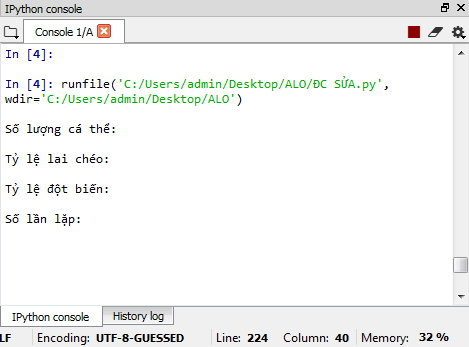 IPython console
Console 1/A
In [4]:
In [4]: runfile('C:/Users/admin/Desktop/ALO/ĐC SỬA.py',
wdir='C:/Users/admin/Desktop/ALO')
Số lượng cá thể:
Tỷ lệ lai chéo:
Tỷ lệ đột biến:
Số lần lặp:
IPython console History log
LF Encoding: UTF-8-GUESSED Line: 224 Column: 40 Memory: 32 %